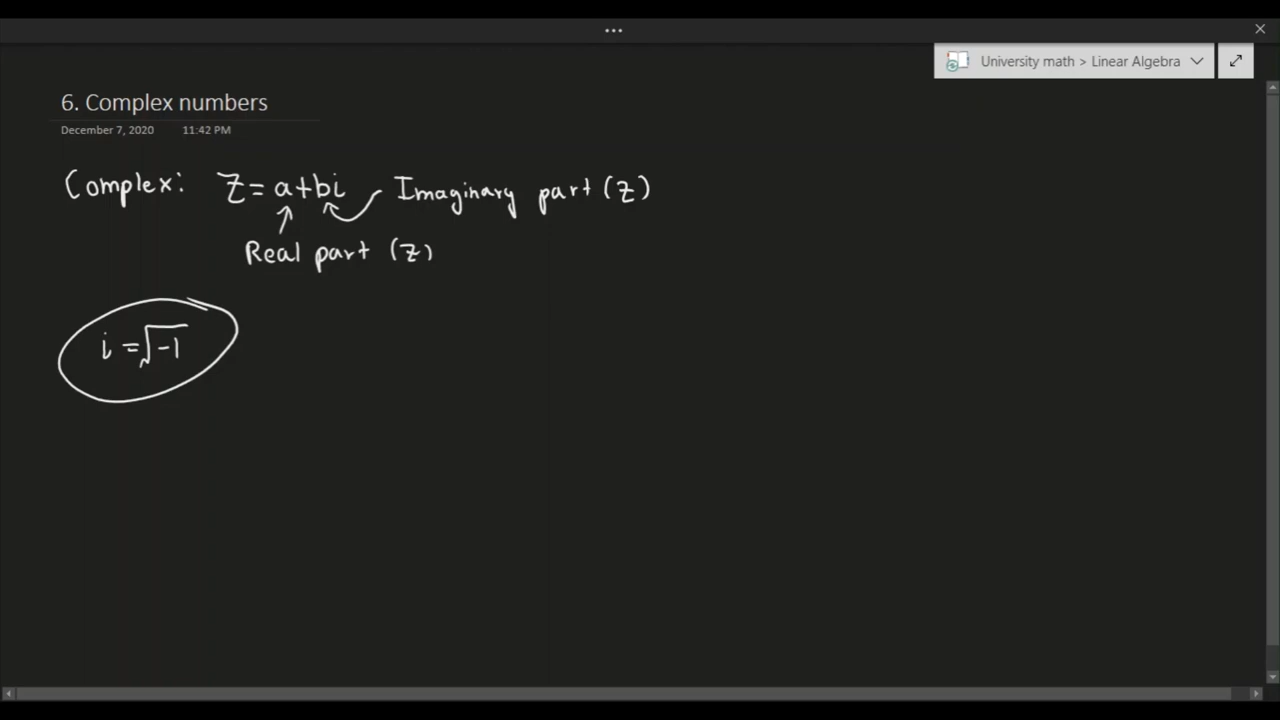 ...
University math > Linear Algebra
6. Complex numbers
December 7, 2020 11:42 PM
Complex: Z = a+bi Imaginary part (z)
Real part (z)
i = √-1